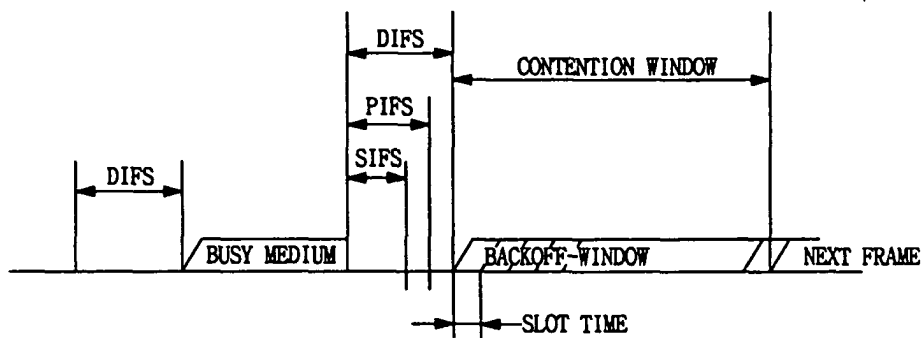 DIFS
CONTENTION WINDOW
PIFS
SIFS
DIFS
BUSY MEDIUM
BACKOFF-WINDOW
NEXT FRAME
SLOT TIME